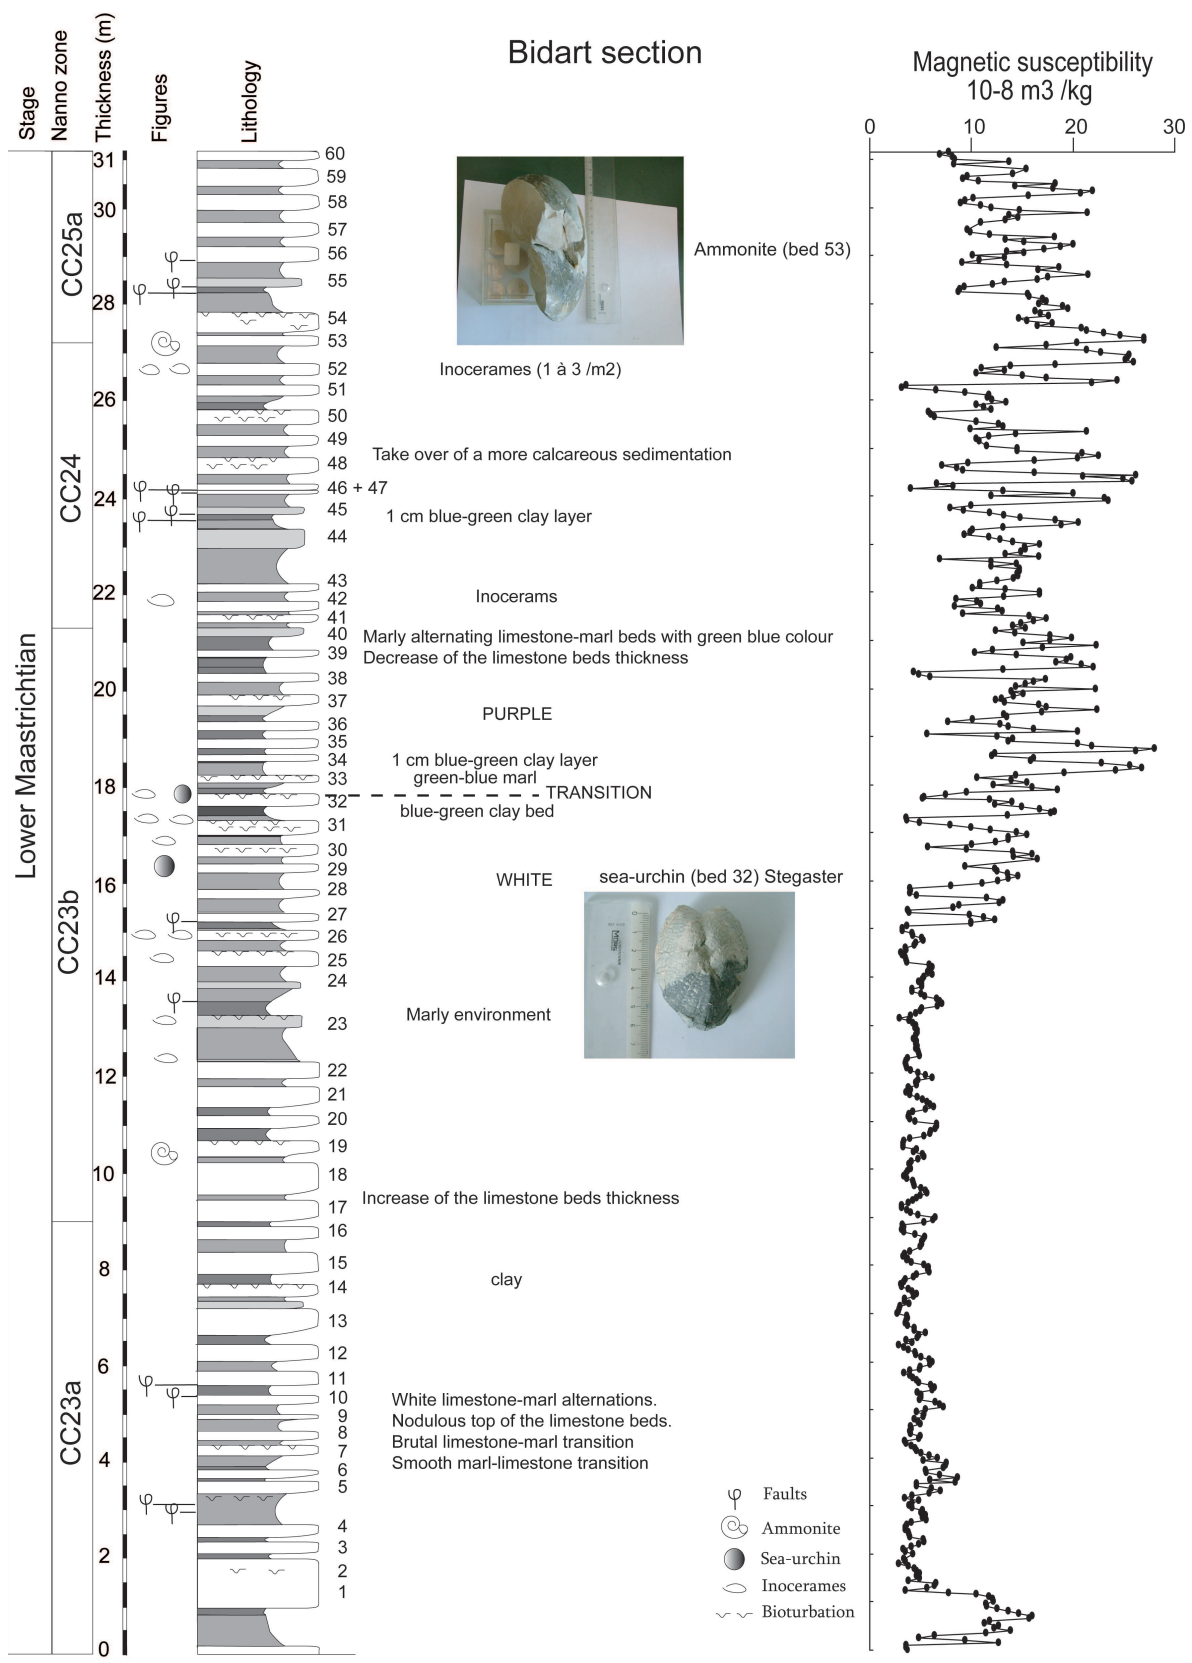 Bidart section
Stage
Nanno zone
Thickness (m)
Figures
Lithology
Magnetic susceptibility
10-8 m3 /kg
0
10
20
30
Lower Maastrichtian
CC25a
CC24
CC23b
CC23a
31
30
28
26
24
22
20
18
16
14
12
10
8
6
4
2
0
60
59
58
57
56
55
54
53
52
51
50
49
48
46 + 47
45
44
43
42
41
40
39
38
37
36
35
34
33
32
31
30
29
28
27
26
25
24
23
22
21
20
19
18
17
16
15
14
13
12
11
10
9
8
7
6
5
4
3
2
1
Ammonite (bed 53)
Inocerames (1 à 3 /m2)
Take over of a more calcareous sedimentation
1 cm blue-green clay layer
Inocerams
Marly alternating limestone-marl beds with green blue colour
Decrease of the limestone beds thickness
PURPLE
1 cm blue-green clay layer
green-blue marl
TRANSITION
blue-green clay bed
WHITE
sea-urchin (bed 32) Stegaster
Marly environment
Increase of the limestone beds thickness
clay
White limestone-marl alternations.
Nodulous top of the limestone beds.
Brutal limestone-marl transition
Smooth marl-limestone transition
Faults
Ammonite
Sea-urchin
Inocerames
Bioturbation